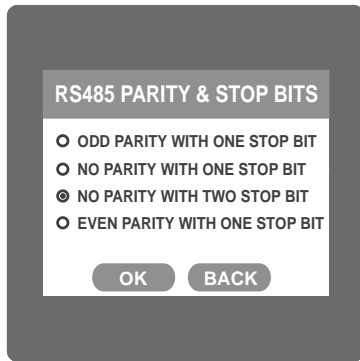 RS485 PARITY & STOP BITS
ODD PARITY WITH ONE STOP BIT
NO PARITY WITH ONE STOP BIT
NO PARITY WITH TWO STOP BIT
EVEN PARITY WITH ONE STOP BIT
OK BACK